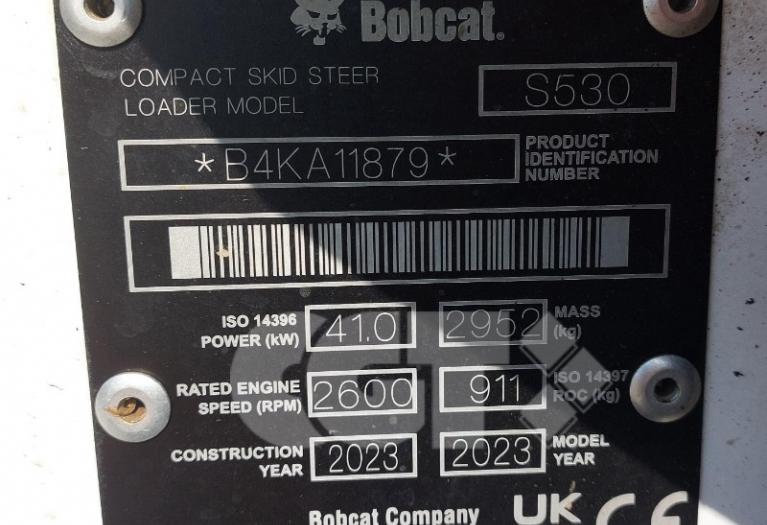 Bobcat.
COMPACT SKID STEER
LOADER MODEL
S530
*B4KA11879*
PRODUCT
IDENTIFICATION
NUMBER
ISO 14396
POWER (kW)
41.0
2952
MASS
(kg)
RATED ENGINE
SPEED (RPM)
2600
911
ISO 14397
ROC (kg)
CONSTRUCTION
YEAR
2023
2023
MODEL
YEAR
Bobcat Company
UK
CE